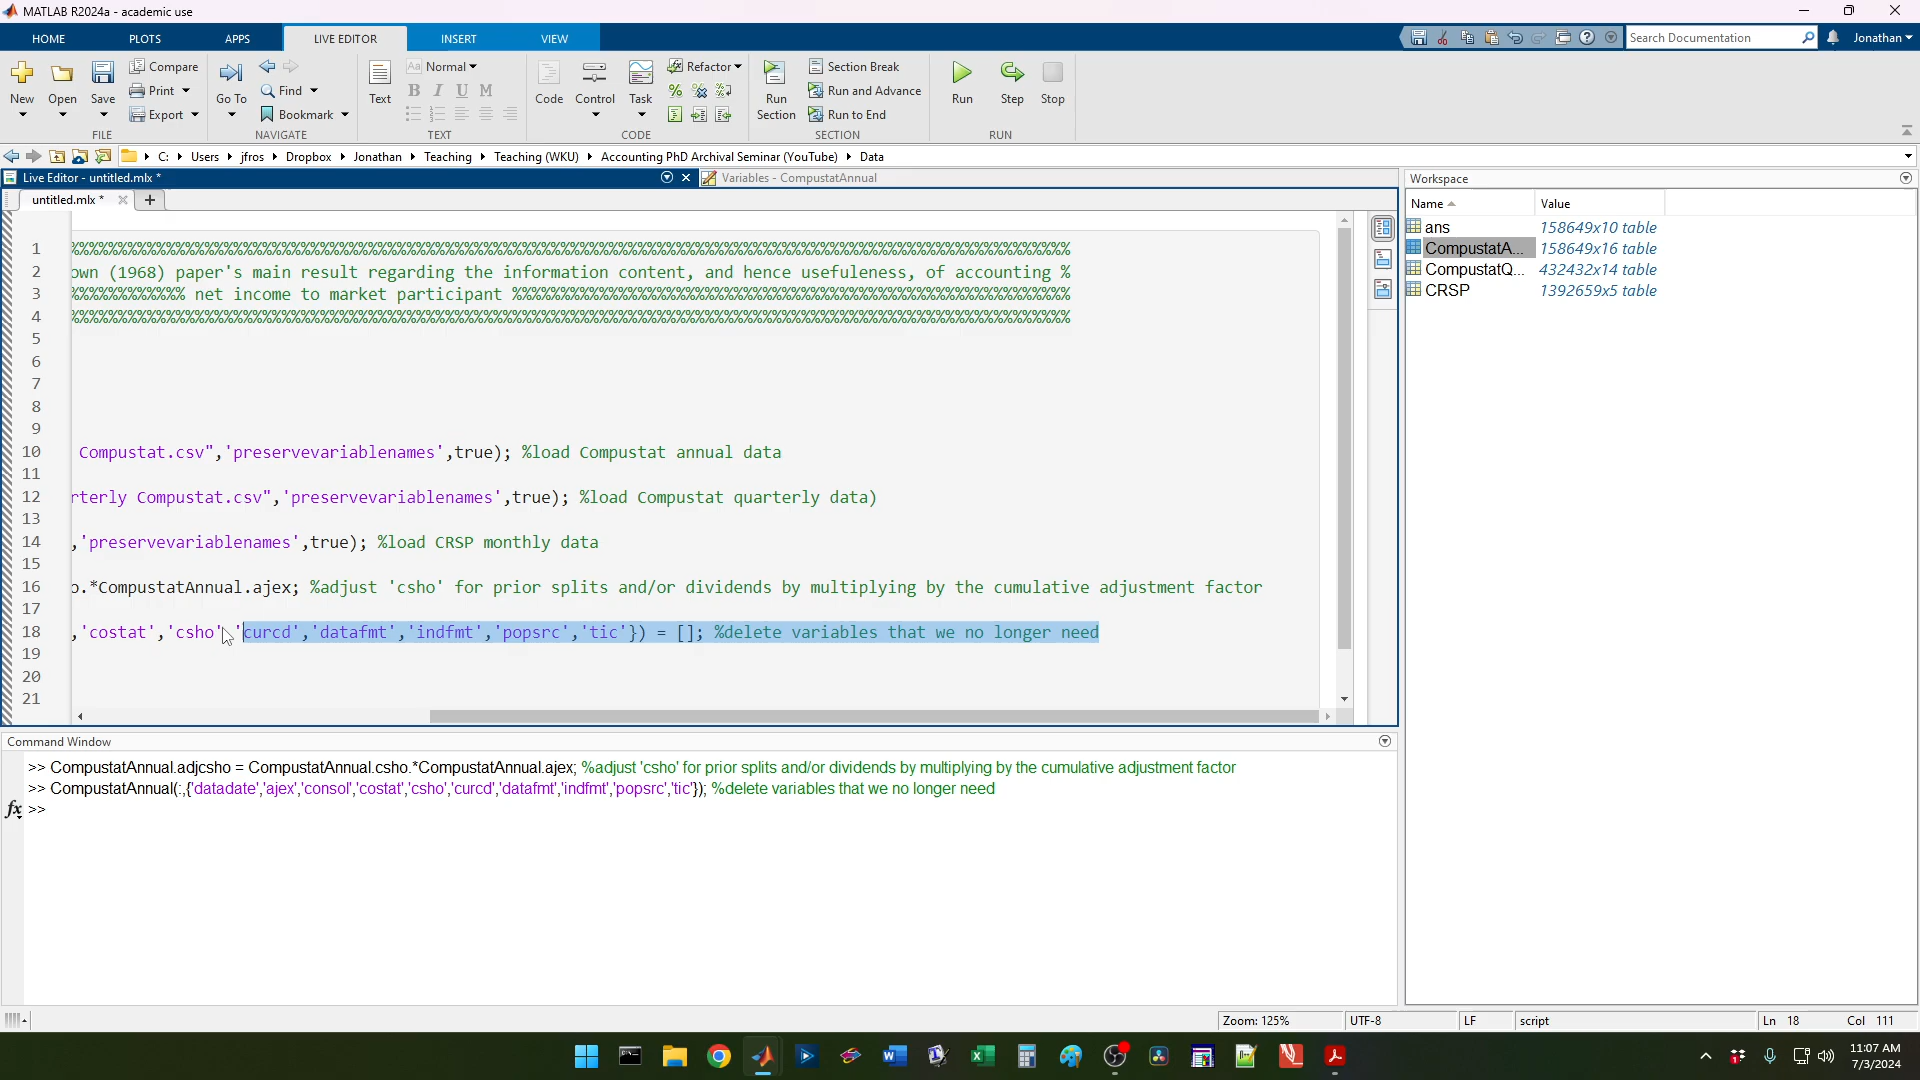 MATLAB R2024a - academic use
HOME PLOTS APPS LIVE EDITOR INSERT VIEW Search Documentation Jonathan
New Open Save Compare Print Export Go To Find Bookmark Text Normal B I U M Code Control Task Refactor Run Section Section Break Run and Advance Run to End Run Step Stop
FILE NAVIGATE TEXT CODE SECTION RUN
C: Users jfros Dropbox Jonathan Teaching Teaching (WKU) Accounting PhD Archival Seminar (YouTube) Data
Live Editor - untitled.mlx * Variables - CompustatAnnual Workspace
untitled.mlx * Name Value
ans 158649x10 table
CompustatA... 158649x16 table
CompustatQ... 432432x14 table
CRSP 1392659x5 table
1
2 own (1968) paper's main result regarding the information content, and hence usefulness, of accounting %
3 net income to market participant
4
5
6
7
8
9
10 Compustat.csv",'preservevariablenames',true); %load Compustat annual data
11
12 rterly Compustat.csv",'preservevariablenames',true); %load Compustat quarterly data)
13
14 ,'preservevariablenames',true); %load CRSP monthly data
15
16 o.*CompustatAnnual.ajex; %adjust 'csho' for prior splits and/or dividends by multiplying by the cumulative adjustment factor
17
18 ,'costat','csho','curcd','datafmt','indfmt','popsrc','tic'}) = []; %delete variables that we no longer need
19
20
21
Command Window
>> CompustatAnnual.adjcsho = CompustatAnnual.csho.*CompustatAnnual.ajex; %adjust 'csho' for prior splits and/or dividends by multiplying by the cumulative adjustment factor
>> CompustatAnnual(:,{'datadate','ajex','consol','costat','csho','curcd','datafmt','indfmt','popsrc','tic'}); %delete variables that we no longer need
fx >>
Zoom: 125% UTF-8 LF script Ln 18 Col 111
11:07 AM
7/3/2024